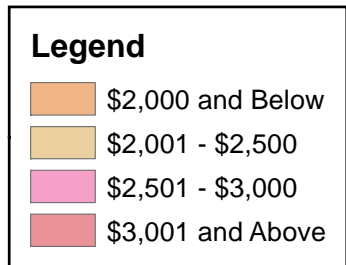 Legend
$2,000 and Below
$2,001 - $2,500
$2,501 - $3,000
$3,001 and Above